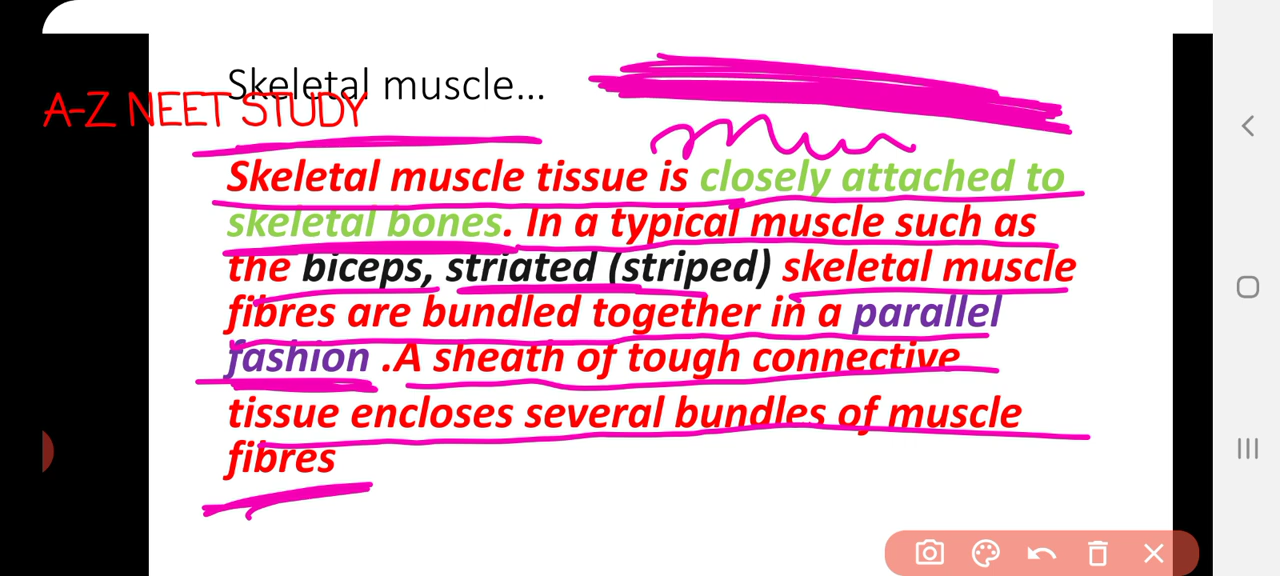 Skeletal muscle...
A-Z NEET STUDY
Skeletal muscle tissue is closely attached to
skeletal bones. In a typical muscle such as
the biceps, striated (striped) skeletal muscle
fibres are bundled together in a parallel
fashion .A sheath of tough connective
tissue encloses several bundles of muscle
fibres